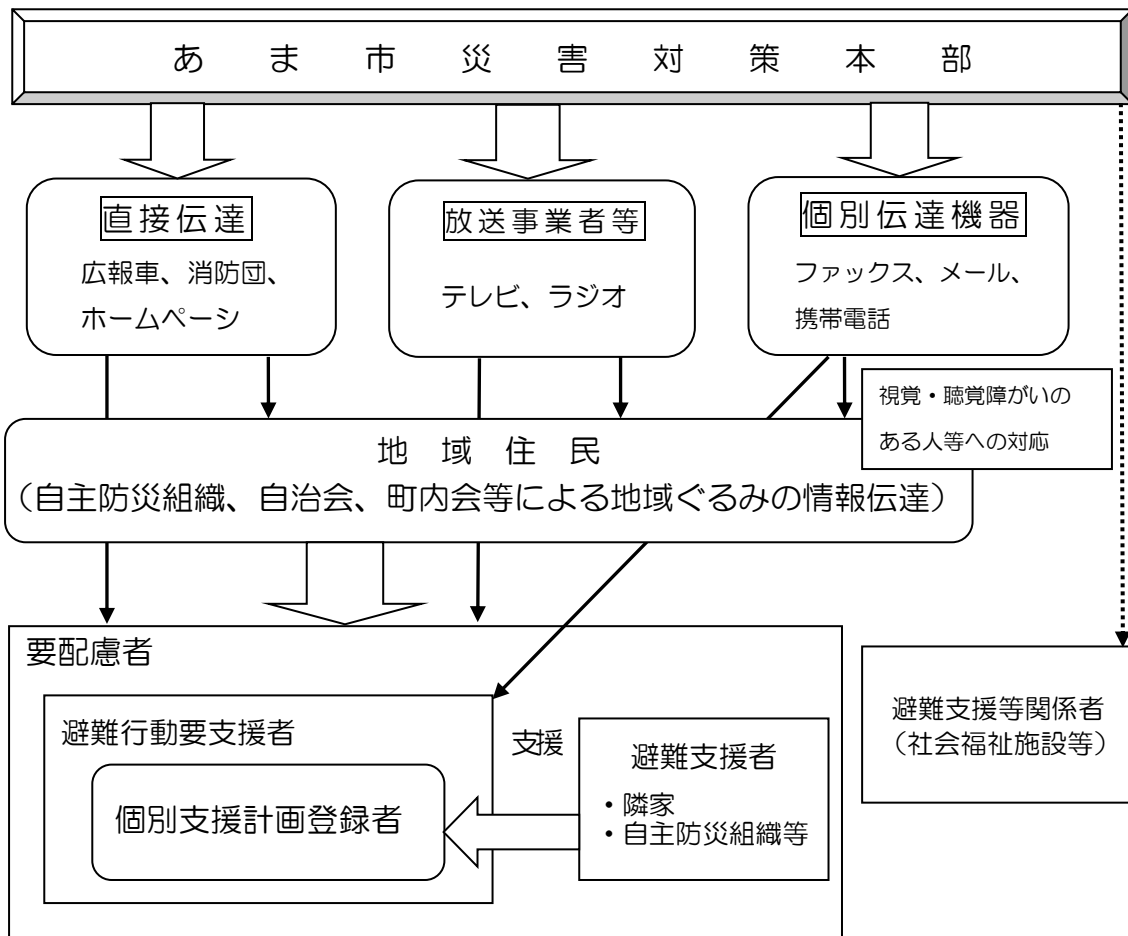 あま市災害対策本部
直接伝達
広報車、消防団、
ホームページ
放送事業者等
テレビ、ラジオ
個別伝達機器
ファックス、メール、
携帯電話
視覚・聴覚障がいの
ある人等への対応
地域住民
（自主防災組織、自治会、町内会等による地域ぐるみの情報伝達）
要配慮者
避難行動要支援者
個別支援計画登録者
支援
避難支援者
・隣家
・自主防災組織等
避難支援等関係者
（社会福祉施設等）